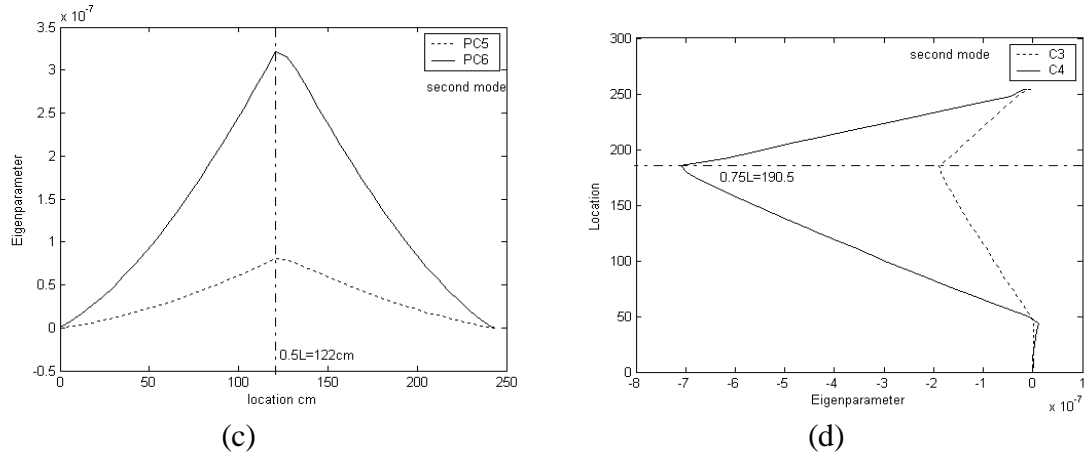 x 10^-7
3.5
3
2.5
2
1.5
1
0.5
0
-0.5
Eigenparameter
PC5
PC6
second mode
0.5L=122cm
0 50 100 150 200 250
location cm
(c)
300
250
200
150
100
50
0
Location
second mode
C3
C4
0.75L=190.5
-8 -7 -6 -5 -4 -3 -2 -1 0 1
Eigenparameter
x 10^-7
(d)